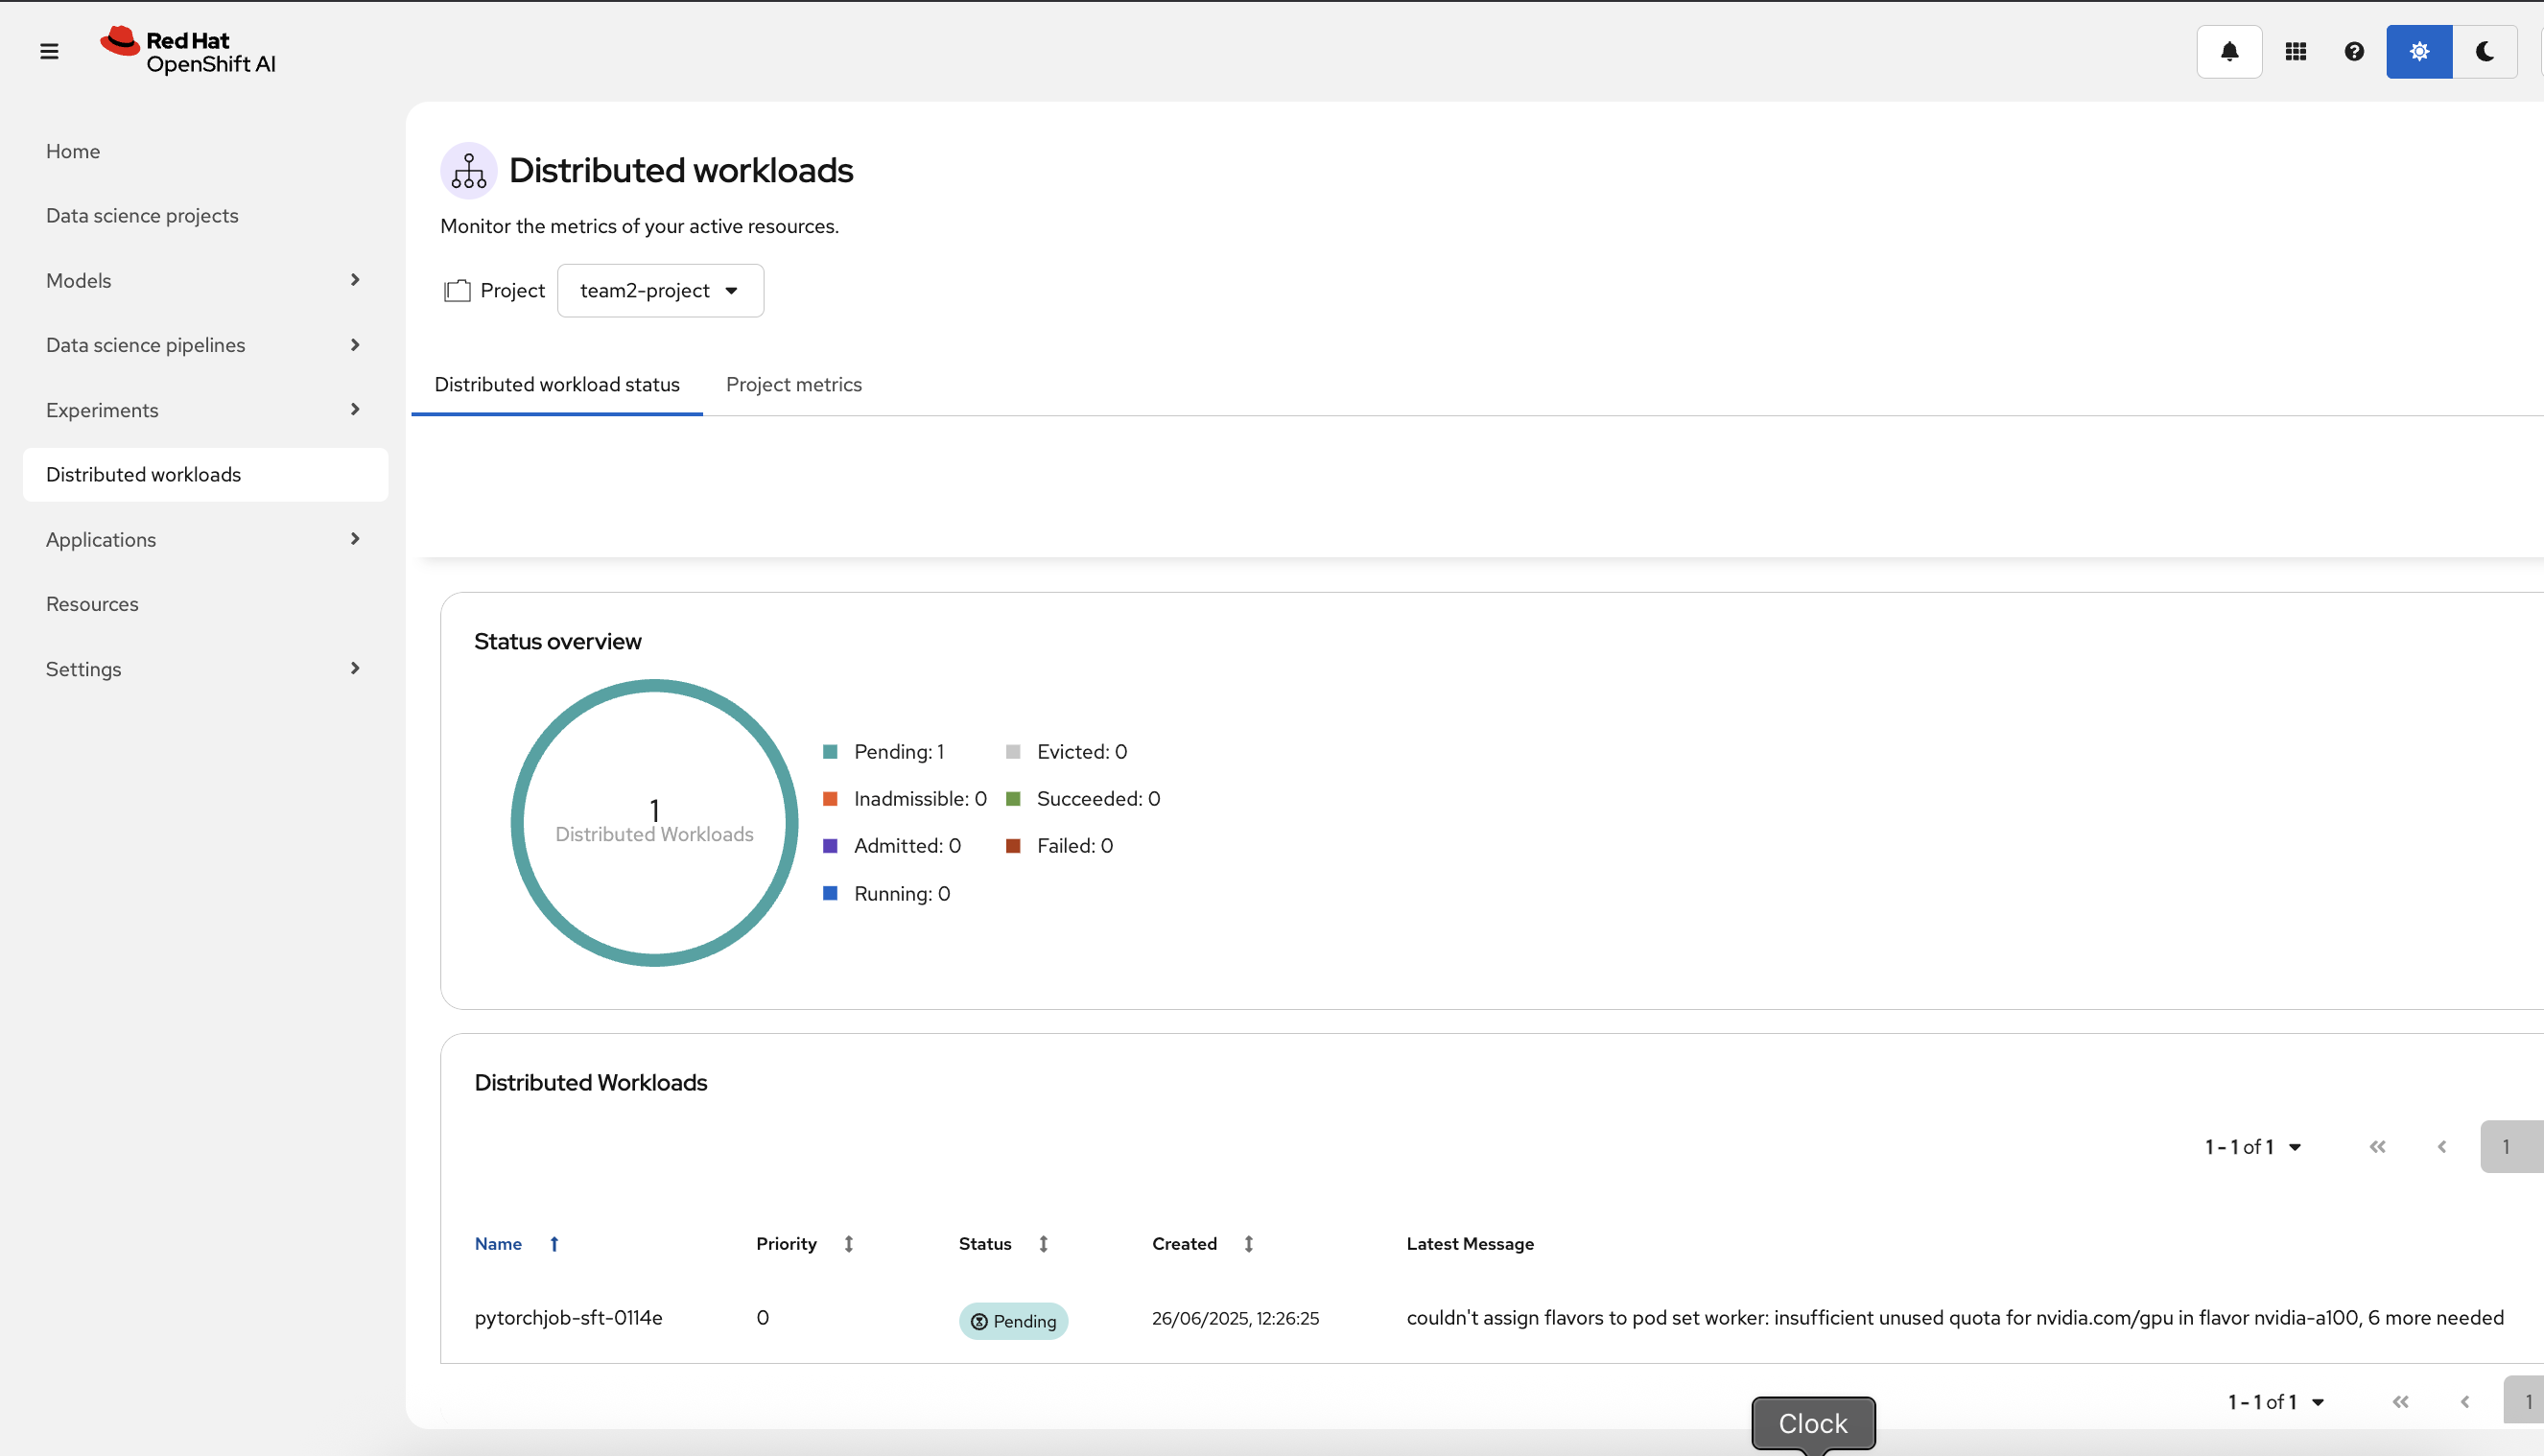 Red Hat
OpenShift AI
Home
Data science projects
Models
Data science pipelines
Experiments
Distributed workloads
Applications
Resources
Settings
Distributed workloads
Monitor the metrics of your active resources.
Project team2-project
Distributed workload status Project metrics
Status overview
1
Distributed Workloads
Pending: 1 Evicted: 0
Inadmissible: 0 Succeeded: 0
Admitted: 0 Failed: 0
Running: 0
Distributed Workloads
1 - 1 of 1 1
Name Priority Status Created Latest Message
pytorchjob-sft-0114e 0 Pending 26/06/2025, 12:26:25 couldn't assign flavors to pod set worker: insufficient unused quota for nvidia.com/gpu in flavor nvidia-a100, 6 more needed
1 - 1 of 1 1
Clock